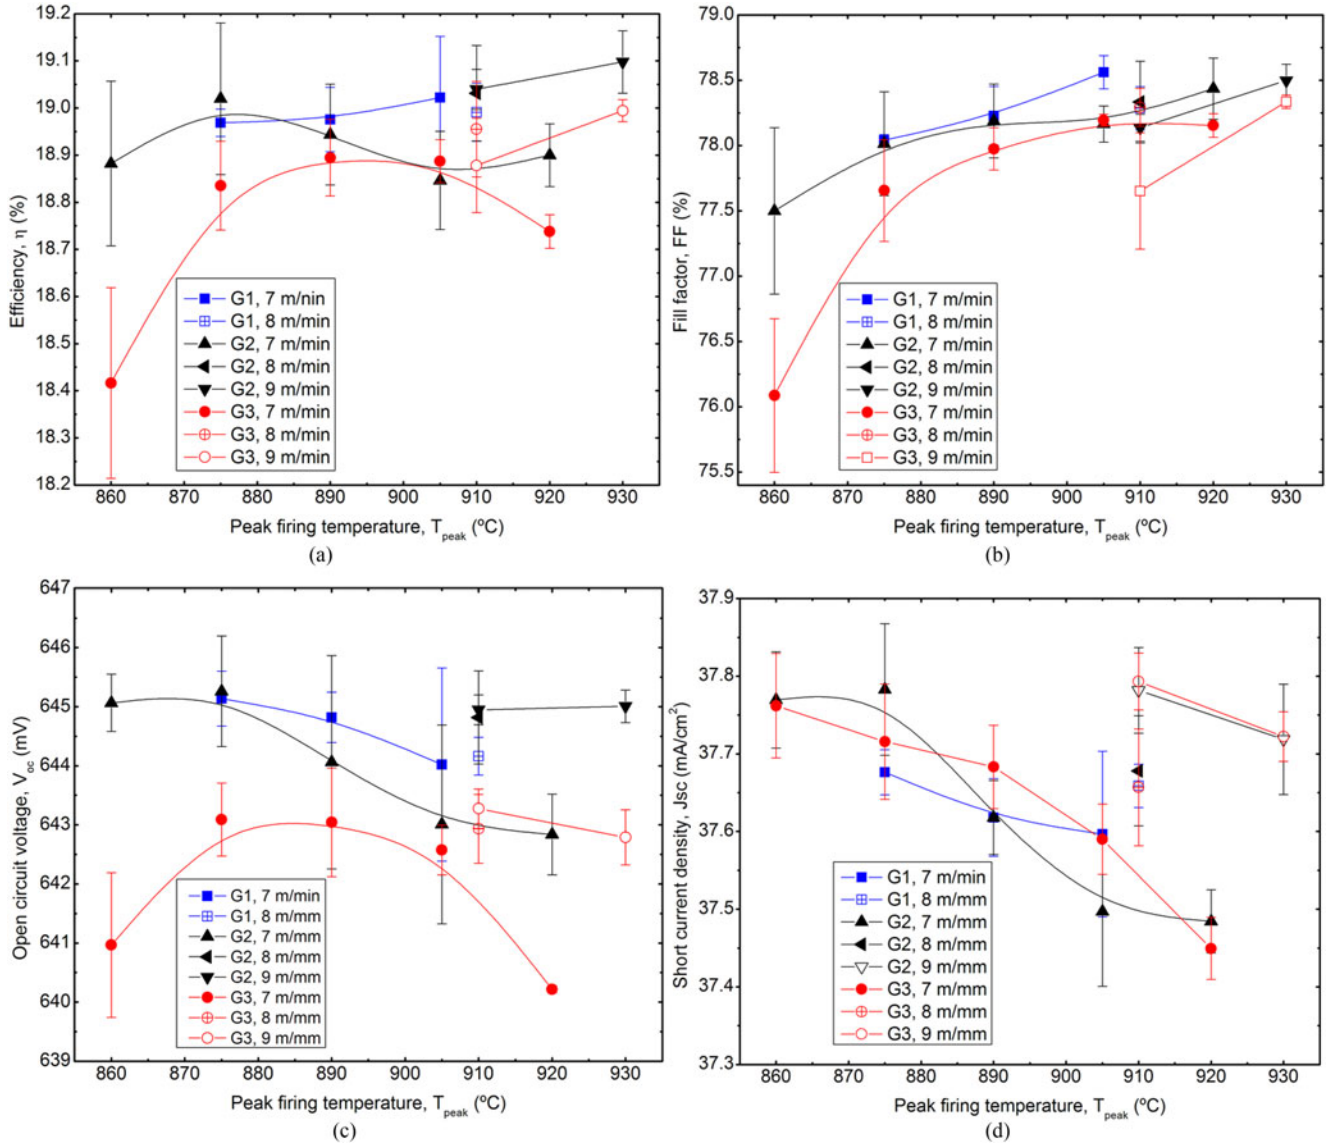 19.2
19.1
19.0
18.9
18.8
18.7
18.6
18.5
18.4
18.3
18.2
Efficiency, η (%)
G1, 7 m/nin
G1, 8 m/min
G2, 7 m/min
G2, 8 m/min
G2, 9 m/min
G3, 7 m/min
G3, 8 m/min
G3, 9 m/min
860 870 880 890 900 910 920 930
Peak firing temperature, Tpeak (ºC)
(a)
79.0
78.5
78.0
77.5
77.0
76.5
76.0
75.5
Fill factor, FF (%)
G1, 7 m/min
G1, 8 m/min
G2, 7 m/min
G2, 8 m/min
G2, 9 m/min
G3, 7 m/min
G3, 8 m/min
G3, 9 m/min
860 870 880 890 900 910 920 930
Peak firing temperature, Tpeak (ºC)
(b)
647
646
645
644
643
642
641
640
639
Open circuit voltage, Voc (mV)
G1, 7 m/min
G1, 8 m/mm
G2, 7 m/mm
G2, 8 m/mm
G2, 9 m/mm
G3, 7 m/mm
G3, 8 m/mm
G3, 9 m/mm
860 870 880 890 900 910 920 930
Peak firing temperature, Tpeak (ºC)
(c)
37.9
37.8
37.7
37.6
37.5
37.4
37.3
Short current density, Jsc (mA/cm²)
G1, 7 m/min
G1, 8 m/mm
G2, 7 m/mm
G2, 8 m/mm
G2, 9 m/mm
G3, 7 m/mm
G3, 8 m/mm
G3, 9 m/mm
860 870 880 890 900 910 920 930
Peak firing temperature, Tpeak (ºC)
(d)